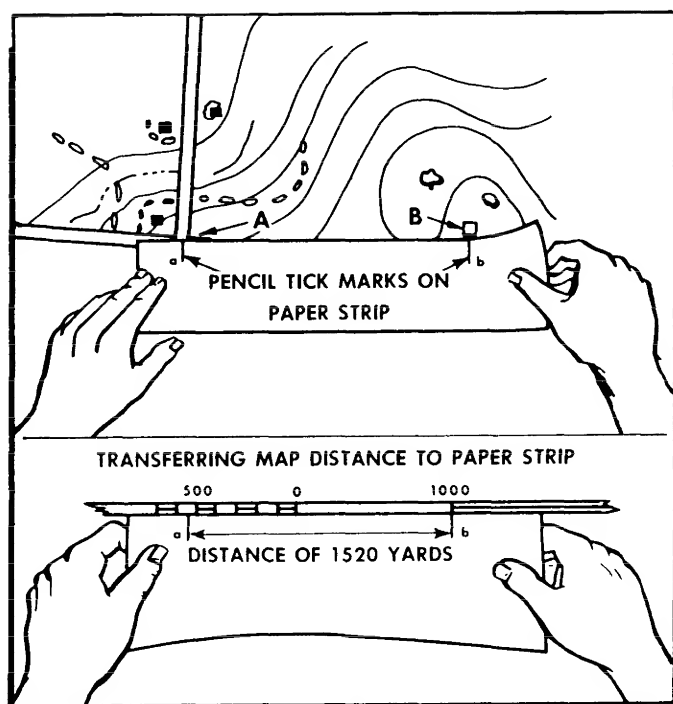 A
B
a
b
PENCIL TICK MARKS ON
PAPER STRIP
TRANSFERRING MAP DISTANCE TO PAPER STRIP
500 0 1000
a
b
DISTANCE OF 1520 YARDS